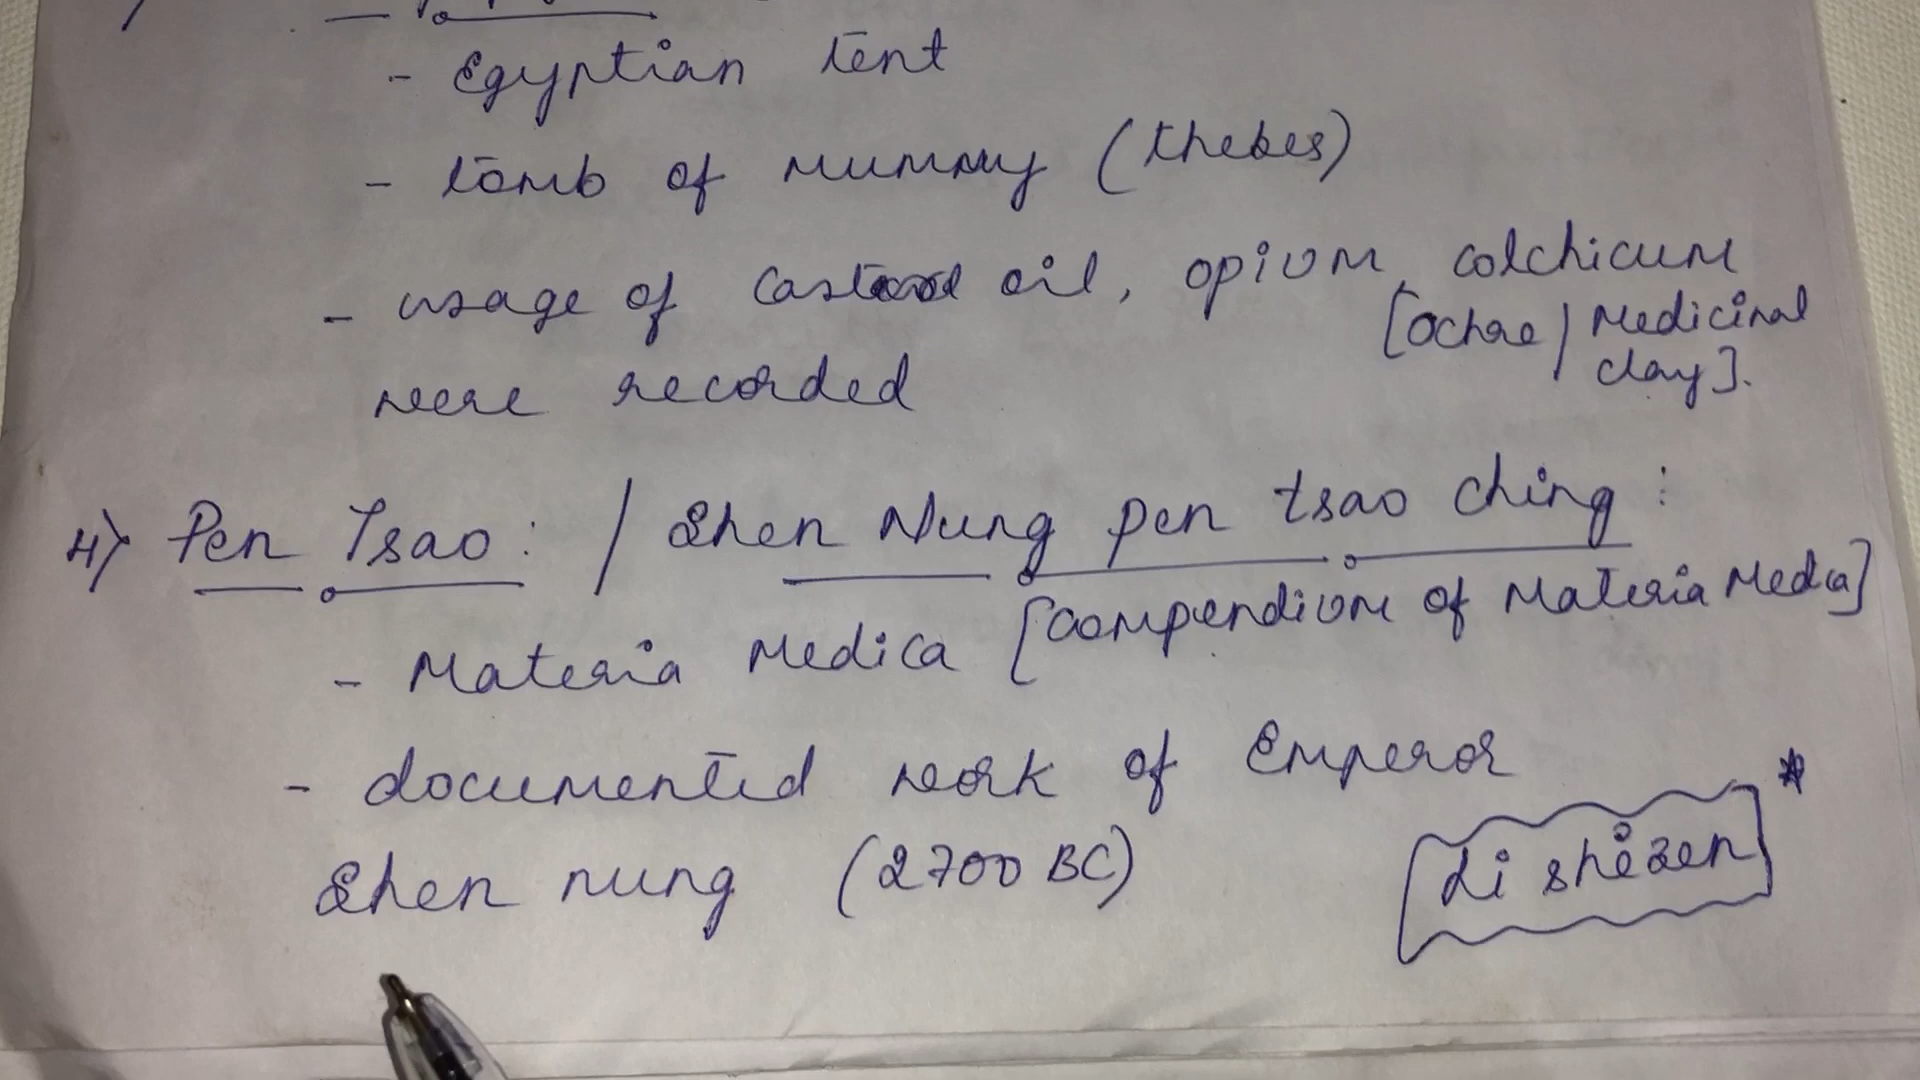 - Egyptian tent
- tomb of mummy (thebes)
- usage of Castor oil, opium, colchicum
[Ochre / Medicinal
clay].
were recorded
4) Pen Tsao: / Shen Nung pen tsao ching :
- Materia Medica [Compendium of Materia Medica]
- documented work of Emperor
Shen nung (2700 BC)
Li shizen *